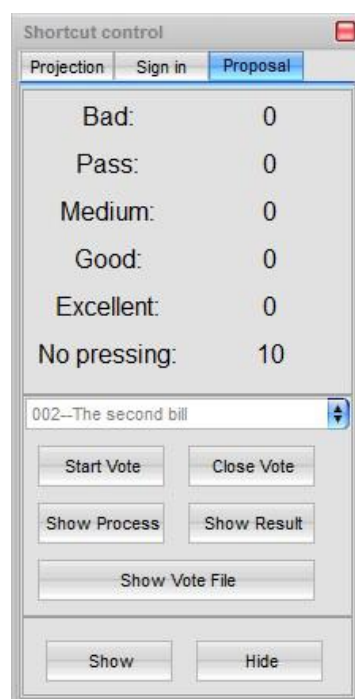 Shortcut control
Projection Sign in Proposal
Bad: 0
Pass: 0
Medium: 0
Good: 0
Excellent: 0
No pressing: 10
002--The second bill
Start Vote Close Vote
Show Process Show Result
Show Vote File
Show Hide